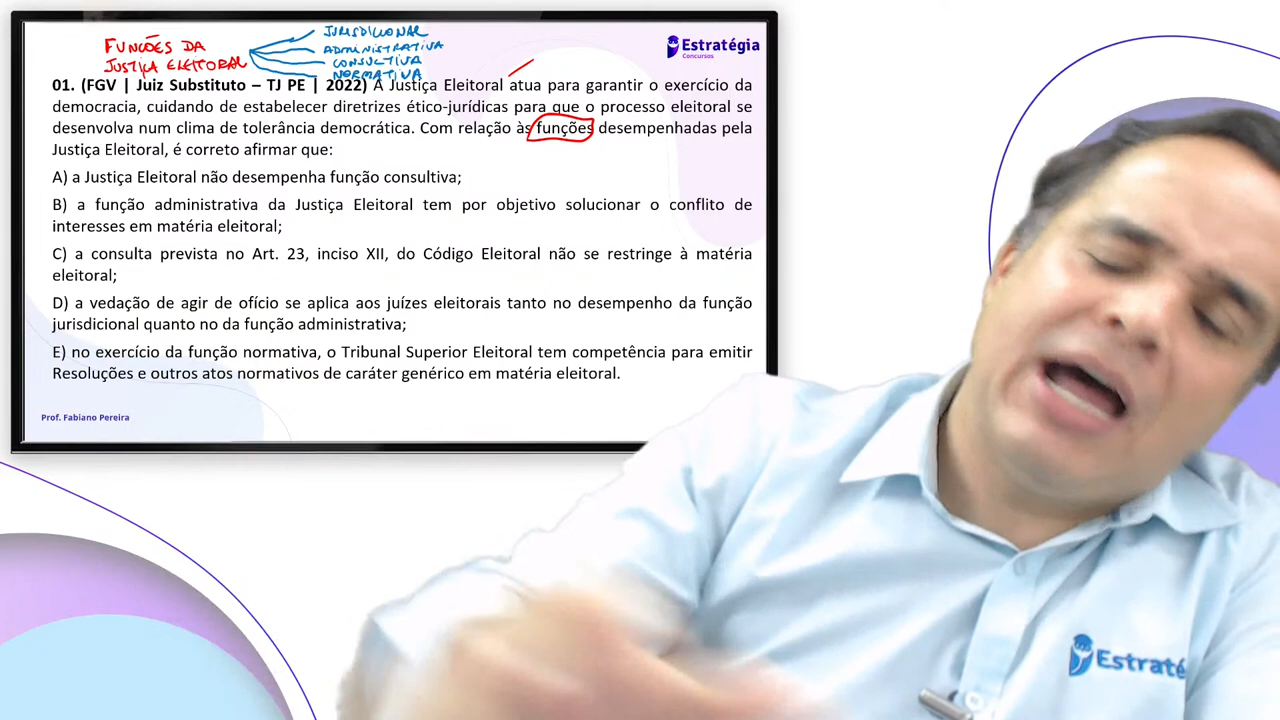 FUNCÕES DA
JUSTIÇA ELEITORAL
JURISDICIONAL
ADMINISTRATIVA
CONSULTIVA
NORMATIVA
Estratégia
Concursos
01. (FGV | Juiz Substituto – TJ PE | 2022) A Justiça Eleitoral atua para garantir o exercício da
democracia, cuidando de estabelecer diretrizes ético-jurídicas para que o processo eleitoral se
desenvolva num clima de tolerância democrática. Com relação às funções desempenhadas pela
Justiça Eleitoral, é correto afirmar que:
A) a Justiça Eleitoral não desempenha função consultiva;
B) a função administrativa da Justiça Eleitoral tem por objetivo solucionar o conflito de
interesses em matéria eleitoral;
C) a consulta prevista no Art. 23, inciso XII, do Código Eleitoral não se restringe à matéria
eleitoral;
D) a vedação de agir de ofício se aplica aos juízes eleitorais tanto no desempenho da função
jurisdicional quanto no da função administrativa;
E) no exercício da função normativa, o Tribunal Superior Eleitoral tem competência para emitir
Resoluções e outros atos normativos de caráter genérico em matéria eleitoral.
Prof. Fabiano Pereira
Estraté